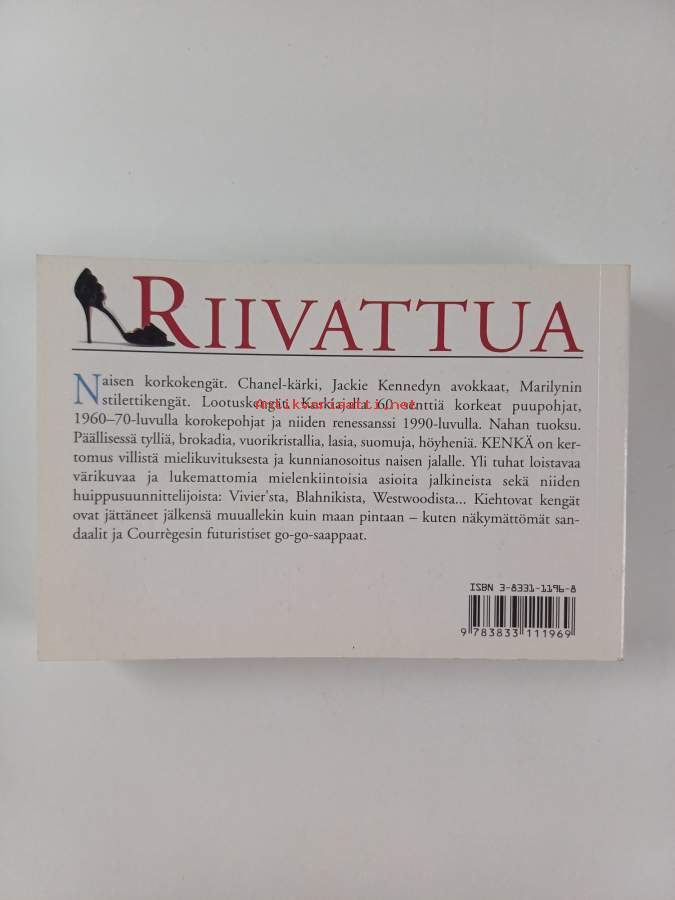 RIIVATTUA
Naisen korkokengät. Chanel-kärki, Jackie Kennedyn avokkaat, Marilynin
stilettikengät. Lootuskengät. Korkiajalla 60 senttiä korkeat puupohjat,
Antikvariaatti.net
1960–70-luvulla korokepohjat ja niiden renessanssi 1990-luvulla. Nahan tuoksu.
Päällisessä tylliä, brokadia, vuorikristallia, lasia, suomuja, höyheniä. KENKÄ on ker-
tomus villistä mielikuvituksesta ja kunnianosoitus naisen jalalle. Yli tuhat loistavaa
värikuvaa ja lukemattomia mielenkiintoisia asioita jalkineista sekä niiden
huippusuunnittelijoista: Vivier'sta, Blahnikista, Westwoodista... Kiehtovat kengät
ovat jättäneet jälkensä muuallekin kuin maan pintaan – kuten näkymättömät san-
daalit ja Courrègesin futuristiset go-go-saappaat.
ISBN 3-8331-1196-8
9 783833 111969